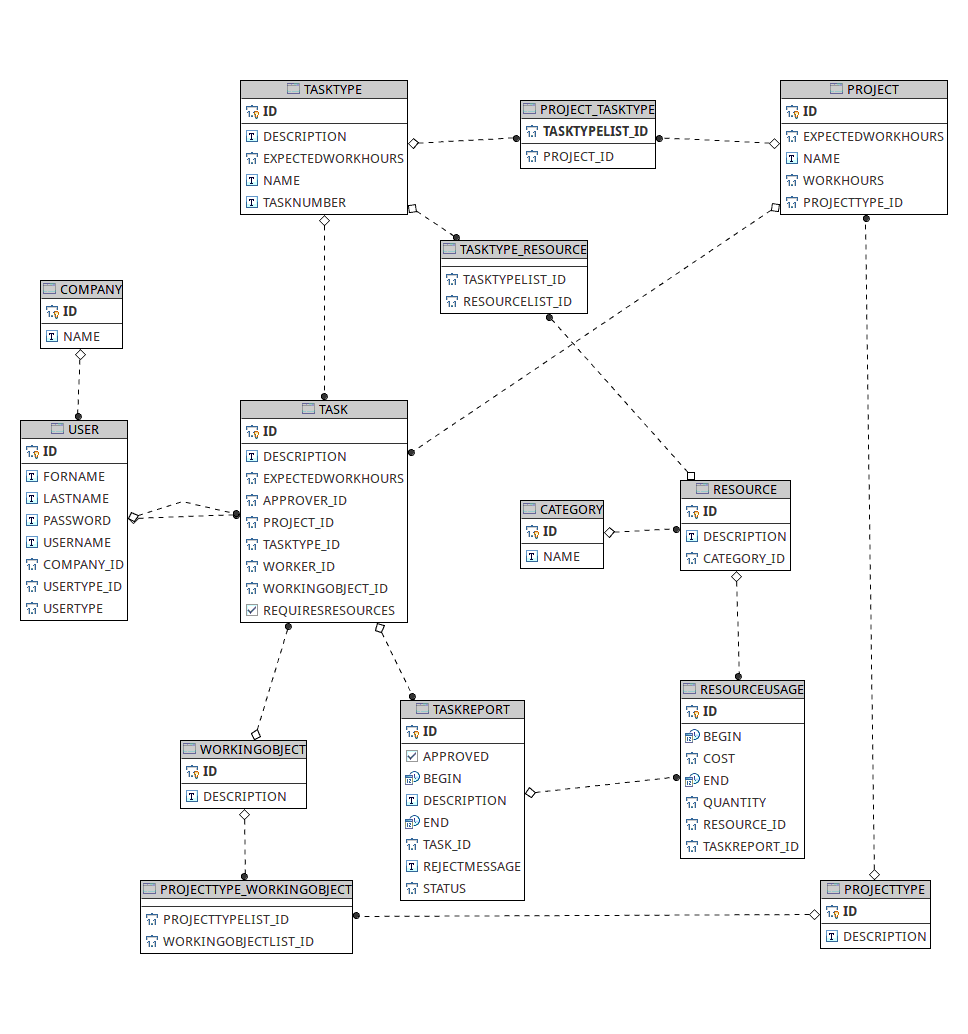 TASKTYPE
ID
DESCRIPTION
EXPECTEDWORKHOURS
NAME
TASKNUMBER
PROJECT_TASKTYPE
TASKTYPELIST_ID
PROJECT_ID
PROJECT
ID
EXPECTEDWORKHOURS
NAME
WORKHOURS
PROJECTTYPE_ID
TASKTYPE_RESOURCE
TASKTYPELIST_ID
RESOURCELIST_ID
COMPANY
ID
NAME
USER
ID
FORNAME
LASTNAME
PASSWORD
USERNAME
COMPANY_ID
USERTYPE_ID
USERTYPE
TASK
ID
DESCRIPTION
EXPECTEDWORKHOURS
APPROVER_ID
PROJECT_ID
TASKTYPE_ID
WORKER_ID
WORKINGOBJECT_ID
REQUIRESRESOURCES
CATEGORY
ID
NAME
RESOURCE
ID
DESCRIPTION
CATEGORY_ID
WORKINGOBJECT
ID
DESCRIPTION
TASKREPORT
ID
APPROVED
BEGIN
DESCRIPTION
END
TASK_ID
REJECTMESSAGE
STATUS
RESOURCEUSAGE
ID
BEGIN
COST
END
QUANTITY
RESOURCE_ID
TASKREPORT_ID
PROJECTTYPE_WORKINGOBJECT
PROJECTTYPELIST_ID
WORKINGOBJECTLIST_ID
PROJECTTYPE
ID
DESCRIPTION